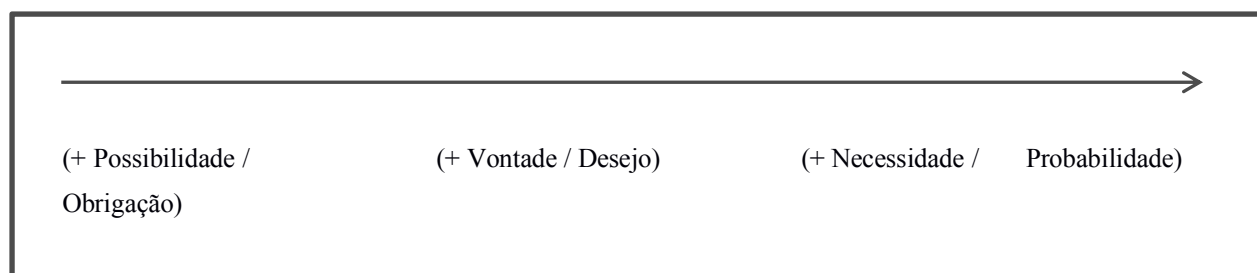 (+ Possibilidade / (+ Vontade / Desejo) (+ Necessidade / Probabilidade)
Obrigação)